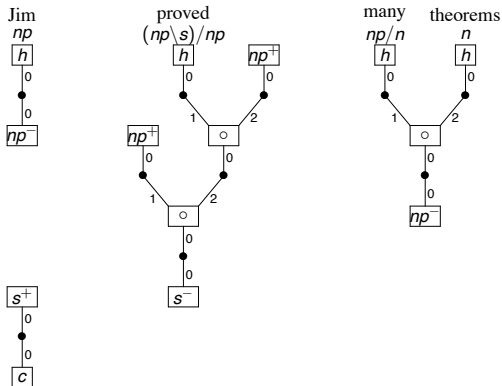 Jim proved many theorems
np (np\s)/np np/n n
h h np+ h h
0 0 0 0 0
0 np+ 1 ∘ 2 1 ∘ 2
np− 0 0 0
1 ∘ 2 0
0 np−
0
s+ s−
0
0
c